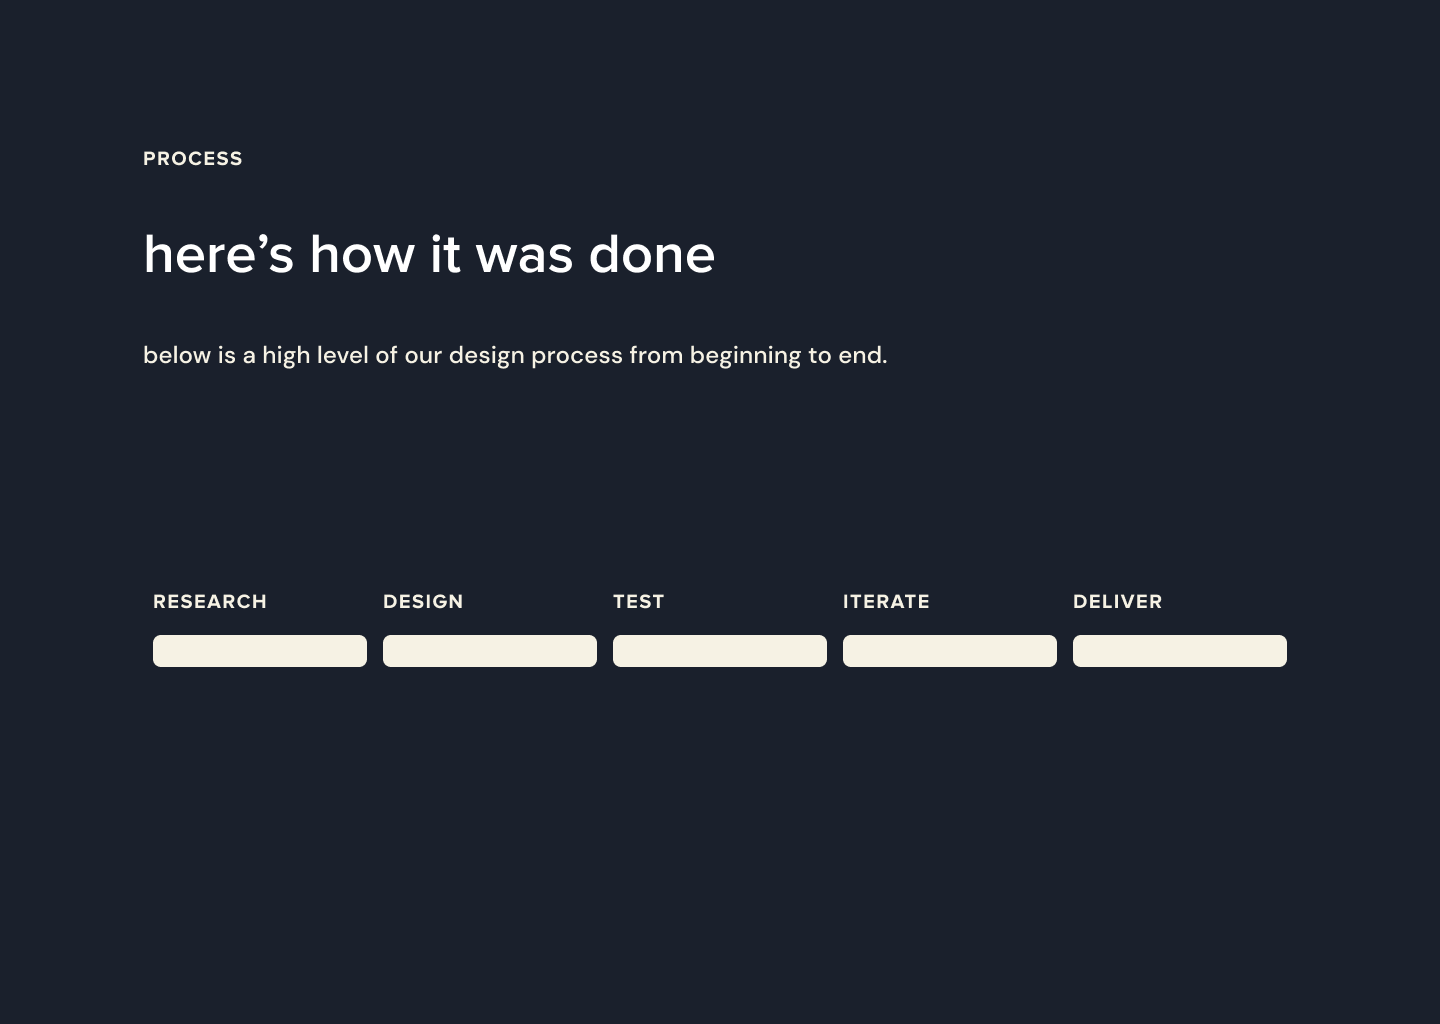 PROCESS
here’s how it was done
below is a high level of our design process from beginning to end.
RESEARCH DESIGN TEST ITERATE DELIVER